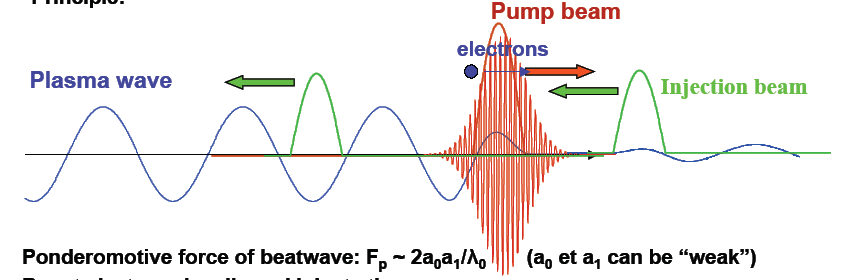 Principle:
Pump beam
electrons
Plasma wave
Injection beam
Ponderomotive force of beatwave: Fp ~ 2a0a1/λ0 (a0 et a1 can be “weak”)